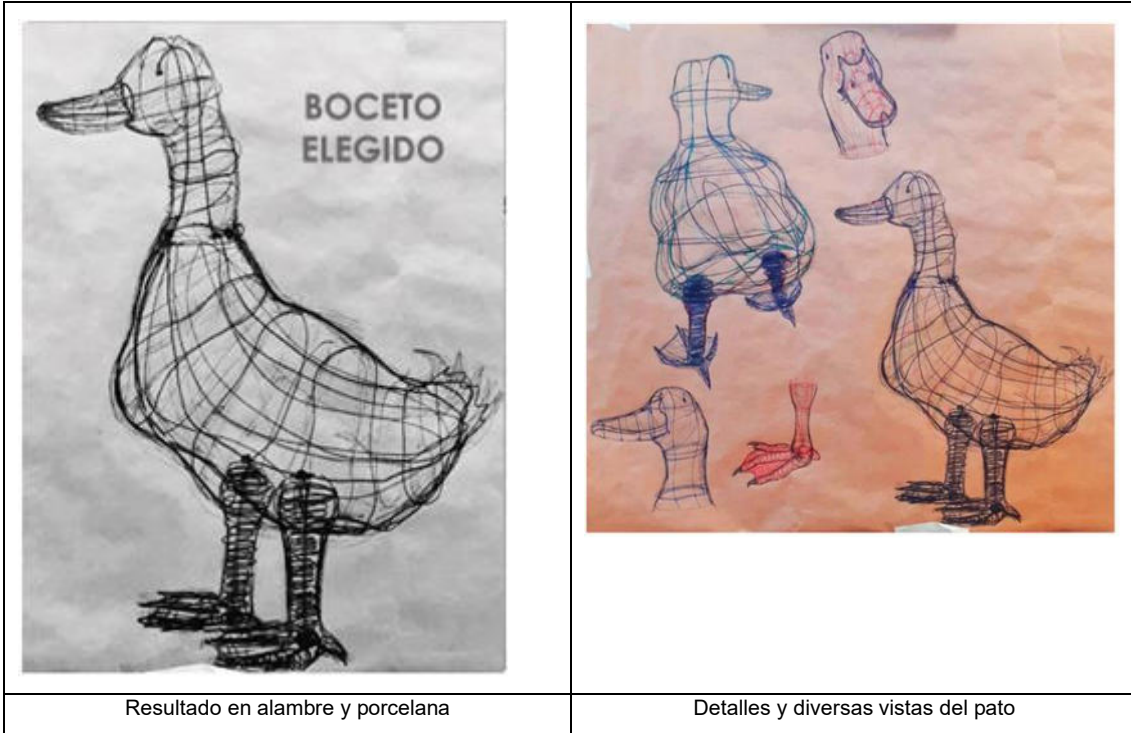 BOCETO
ELEGIDO
Resultado en alambre y porcelana
Detalles y diversas vistas del pato